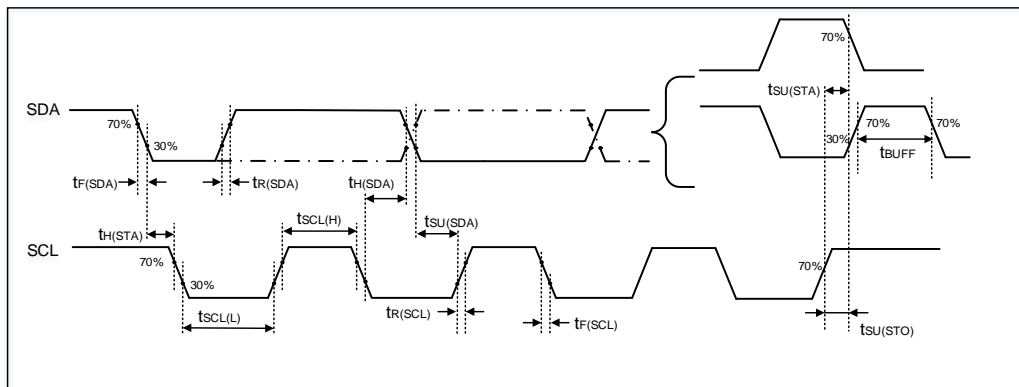 70%
tSU(STA)
SDA
70%
30%
30%
70%
70%
tBUFF
tF(SDA)
tR(SDA)
tH(SDA)
tH(STA)
tSCL(H)
tSU(SDA)
SCL
70%
30%
70%
tSCL(L)
tR(SCL)
tF(SCL)
tSU(STO)